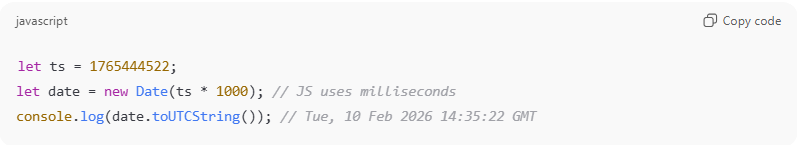 javascript
Copy code
let ts = 1765444522;
let date = new Date(ts * 1000); // JS uses milliseconds
console.log(date.toUTCString()); // Tue, 10 Feb 2026 14:35:22 GMT